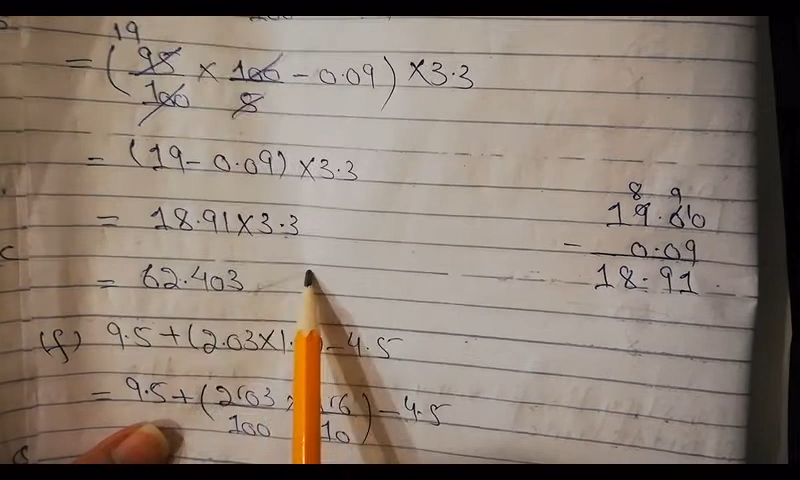 19
= (95/100 × 100/8 - 0.09) × 3.3
= (19 - 0.09) × 3.3
= 18.91 × 3.3
= 62.403
8 9
19.00
- 0.09
18.91
(f) 9.5 + (2.03 × 1. ) - 4.5
= 9.5 + (203/100 × 16/10) - 4.5